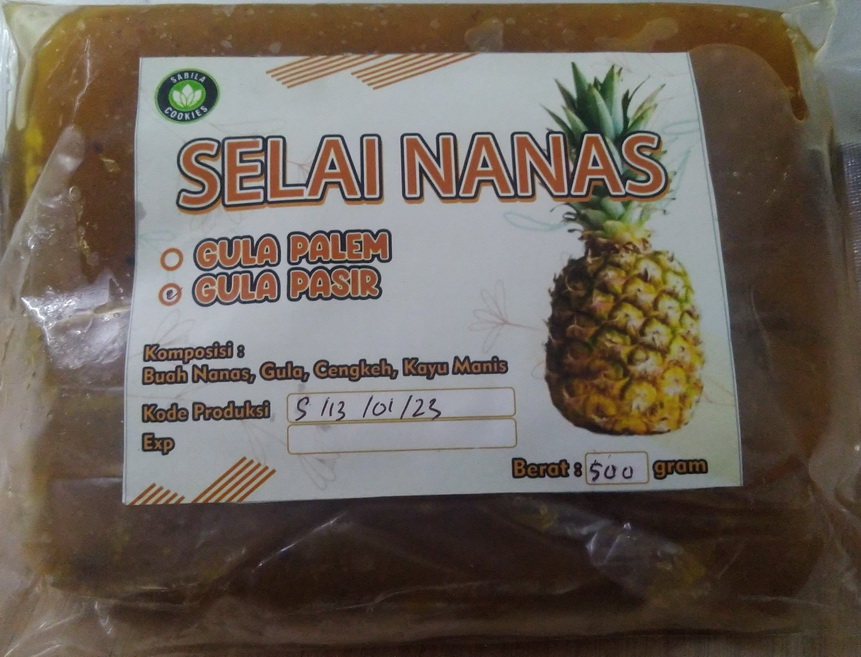 SABILA
COOKIES
SELAI NANAS
GULA PALEM
GULA PASIR
Komposisi :
Buah Nanas, Gula, Cengkeh, Kayu Manis
Kode Produksi S/13/01/23
Exp
Berat : 500 gram